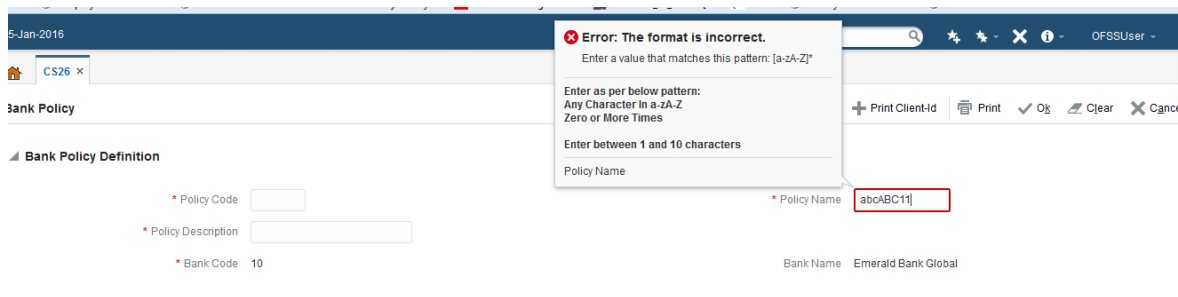 5-Jan-2016
OFSSUser
CS26 ×
Error: The format is incorrect.
Enter a value that matches this pattern: [a-zA-Z]*
Enter as per below pattern:
Any Character In a-zA-Z
Zero or More Times
Enter between 1 and 10 characters
Policy Name
Bank Policy
Print Client-Id Print Ok Clear Cance
Bank Policy Definition
* Policy Code
* Policy Name abcABC11
* Policy Description
* Bank Code 10
Bank Name Emerald Bank Global